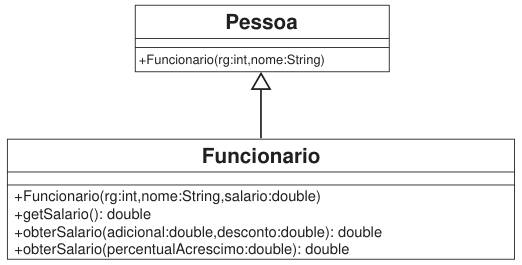 Pessoa
+Funcionario(rg:int,nome:String)
Funcionario
+Funcionario(rg:int,nome:String,salario:double)
+getSalario(): double
+obterSalario(adicional:double,desconto:double): double
+obterSalario(percentualAcrescimo:double): double